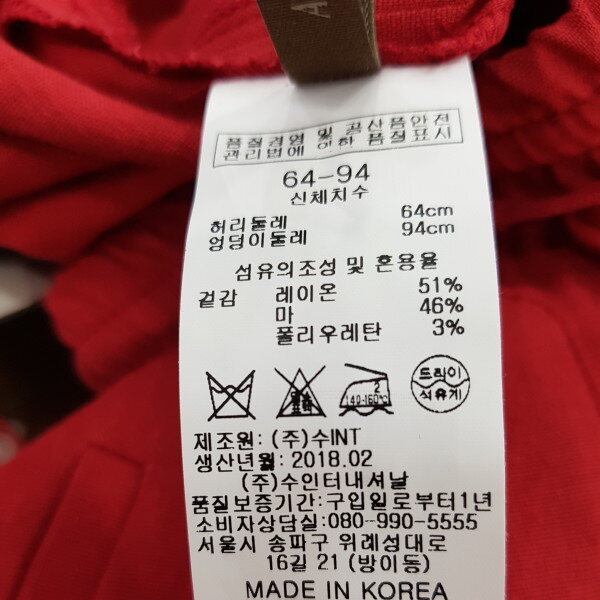 A
품질경영 및 공산품안전
관리법에 의한 품질표시
64-94
신체치수
허리둘레 64cm
엉덩이둘레 94cm
섬유의조성 및 혼용율
겉감 레이온 51%
마 46%
폴리우레탄 3%
염소
표백 2
140-160℃ 드라이
석유계
제조원: (주)수INT
생산년월: 2018.02
(주)수인터내셔날
품질보증기간: 구입일로부터1년
소비자상담실: 080-990-5555
서울시 송파구 위례성대로
16길 21 (방이동)
MADE IN KOREA